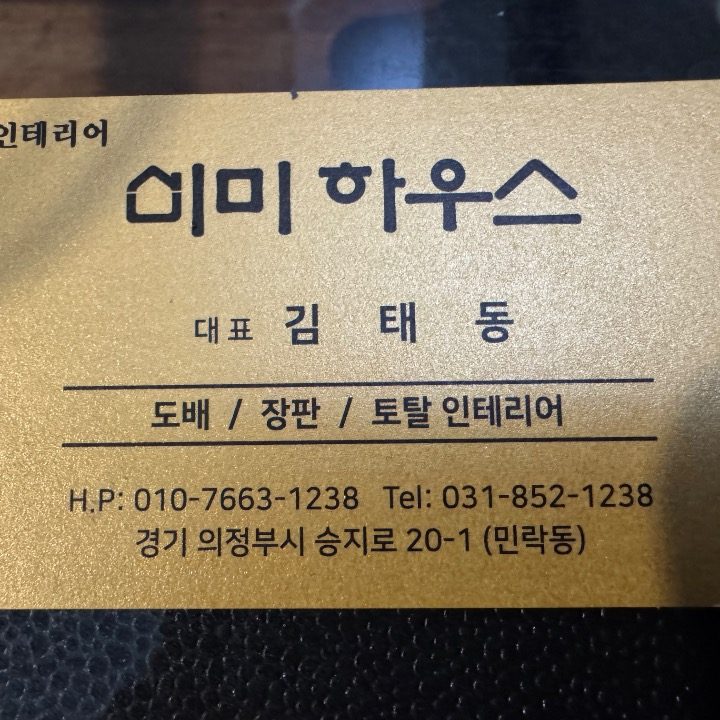 인테리어
하우스
대표 김 태 동
도배 / 장판 / 토탈 인테리어
H.P: 010-7663-1238 Tel: 031-852-1238
경기 의정부시 승지로 20-1 (민락동)